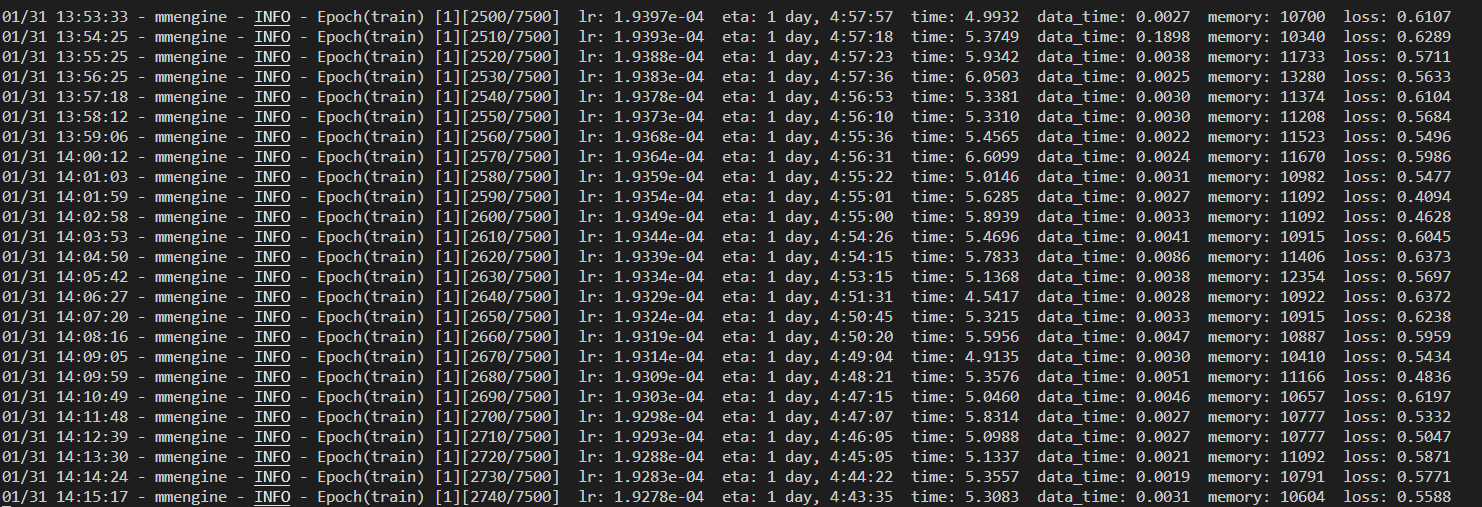 01/31 13:53:33 - mmengine - INFO - Epoch(train) [1][2500/7500] lr: 1.9397e-04 eta: 1 day, 4:57:57 time: 4.9932 data_time: 0.0027 memory: 10700 loss: 0.6107
01/31 13:54:25 - mmengine - INFO - Epoch(train) [1][2510/7500] lr: 1.9393e-04 eta: 1 day, 4:57:18 time: 5.3749 data_time: 0.1898 memory: 10340 loss: 0.6289
01/31 13:55:25 - mmengine - INFO - Epoch(train) [1][2520/7500] lr: 1.9388e-04 eta: 1 day, 4:57:23 time: 5.9342 data_time: 0.0038 memory: 11733 loss: 0.5711
01/31 13:56:25 - mmengine - INFO - Epoch(train) [1][2530/7500] lr: 1.9383e-04 eta: 1 day, 4:57:36 time: 6.0503 data_time: 0.0025 memory: 13280 loss: 0.5633
01/31 13:57:18 - mmengine - INFO - Epoch(train) [1][2540/7500] lr: 1.9378e-04 eta: 1 day, 4:56:53 time: 5.3381 data_time: 0.0030 memory: 11374 loss: 0.6104
01/31 13:58:12 - mmengine - INFO - Epoch(train) [1][2550/7500] lr: 1.9373e-04 eta: 1 day, 4:56:10 time: 5.3310 data_time: 0.0030 memory: 11208 loss: 0.5684
01/31 13:59:06 - mmengine - INFO - Epoch(train) [1][2560/7500] lr: 1.9368e-04 eta: 1 day, 4:55:36 time: 5.4565 data_time: 0.0022 memory: 11523 loss: 0.5496
01/31 14:00:12 - mmengine - INFO - Epoch(train) [1][2570/7500] lr: 1.9364e-04 eta: 1 day, 4:56:31 time: 6.6099 data_time: 0.0024 memory: 11670 loss: 0.5986
01/31 14:01:03 - mmengine - INFO - Epoch(train) [1][2580/7500] lr: 1.9359e-04 eta: 1 day, 4:55:22 time: 5.0146 data_time: 0.0031 memory: 10982 loss: 0.5477
01/31 14:01:59 - mmengine - INFO - Epoch(train) [1][2590/7500] lr: 1.9354e-04 eta: 1 day, 4:55:01 time: 5.6285 data_time: 0.0027 memory: 11092 loss: 0.4094
01/31 14:02:58 - mmengine - INFO - Epoch(train) [1][2600/7500] lr: 1.9349e-04 eta: 1 day, 4:55:00 time: 5.8939 data_time: 0.0033 memory: 11092 loss: 0.4628
01/31 14:03:53 - mmengine - INFO - Epoch(train) [1][2610/7500] lr: 1.9344e-04 eta: 1 day, 4:54:26 time: 5.4696 data_time: 0.0041 memory: 10915 loss: 0.6045
01/31 14:04:50 - mmengine - INFO - Epoch(train) [1][2620/7500] lr: 1.9339e-04 eta: 1 day, 4:54:15 time: 5.7833 data_time: 0.0086 memory: 11406 loss: 0.6373
01/31 14:05:42 - mmengine - INFO - Epoch(train) [1][2630/7500] lr: 1.9334e-04 eta: 1 day, 4:53:15 time: 5.1368 data_time: 0.0038 memory: 12354 loss: 0.5697
01/31 14:06:27 - mmengine - INFO - Epoch(train) [1][2640/7500] lr: 1.9329e-04 eta: 1 day, 4:51:31 time: 4.5417 data_time: 0.0028 memory: 10922 loss: 0.6372
01/31 14:07:20 - mmengine - INFO - Epoch(train) [1][2650/7500] lr: 1.9324e-04 eta: 1 day, 4:50:45 time: 5.3215 data_time: 0.0033 memory: 10915 loss: 0.6238
01/31 14:08:16 - mmengine - INFO - Epoch(train) [1][2660/7500] lr: 1.9319e-04 eta: 1 day, 4:50:20 time: 5.5956 data_time: 0.0047 memory: 10887 loss: 0.5959
01/31 14:09:05 - mmengine - INFO - Epoch(train) [1][2670/7500] lr: 1.9314e-04 eta: 1 day, 4:49:04 time: 4.9135 data_time: 0.0030 memory: 10410 loss: 0.5434
01/31 14:09:59 - mmengine - INFO - Epoch(train) [1][2680/7500] lr: 1.9309e-04 eta: 1 day, 4:48:21 time: 5.3576 data_time: 0.0051 memory: 11166 loss: 0.4836
01/31 14:10:49 - mmengine - INFO - Epoch(train) [1][2690/7500] lr: 1.9303e-04 eta: 1 day, 4:47:15 time: 5.0460 data_time: 0.0046 memory: 10657 loss: 0.6197
01/31 14:11:48 - mmengine - INFO - Epoch(train) [1][2700/7500] lr: 1.9298e-04 eta: 1 day, 4:47:07 time: 5.8314 data_time: 0.0027 memory: 10777 loss: 0.5332
01/31 14:12:39 - mmengine - INFO - Epoch(train) [1][2710/7500] lr: 1.9293e-04 eta: 1 day, 4:46:05 time: 5.0988 data_time: 0.0027 memory: 10777 loss: 0.5047
01/31 14:13:30 - mmengine - INFO - Epoch(train) [1][2720/7500] lr: 1.9288e-04 eta: 1 day, 4:45:05 time: 5.1337 data_time: 0.0021 memory: 11092 loss: 0.5871
01/31 14:14:24 - mmengine - INFO - Epoch(train) [1][2730/7500] lr: 1.9283e-04 eta: 1 day, 4:44:22 time: 5.3557 data_time: 0.0019 memory: 10791 loss: 0.5771
01/31 14:15:17 - mmengine - INFO - Epoch(train) [1][2740/7500] lr: 1.9278e-04 eta: 1 day, 4:43:35 time: 5.3083 data_time: 0.0031 memory: 10604 loss: 0.5588